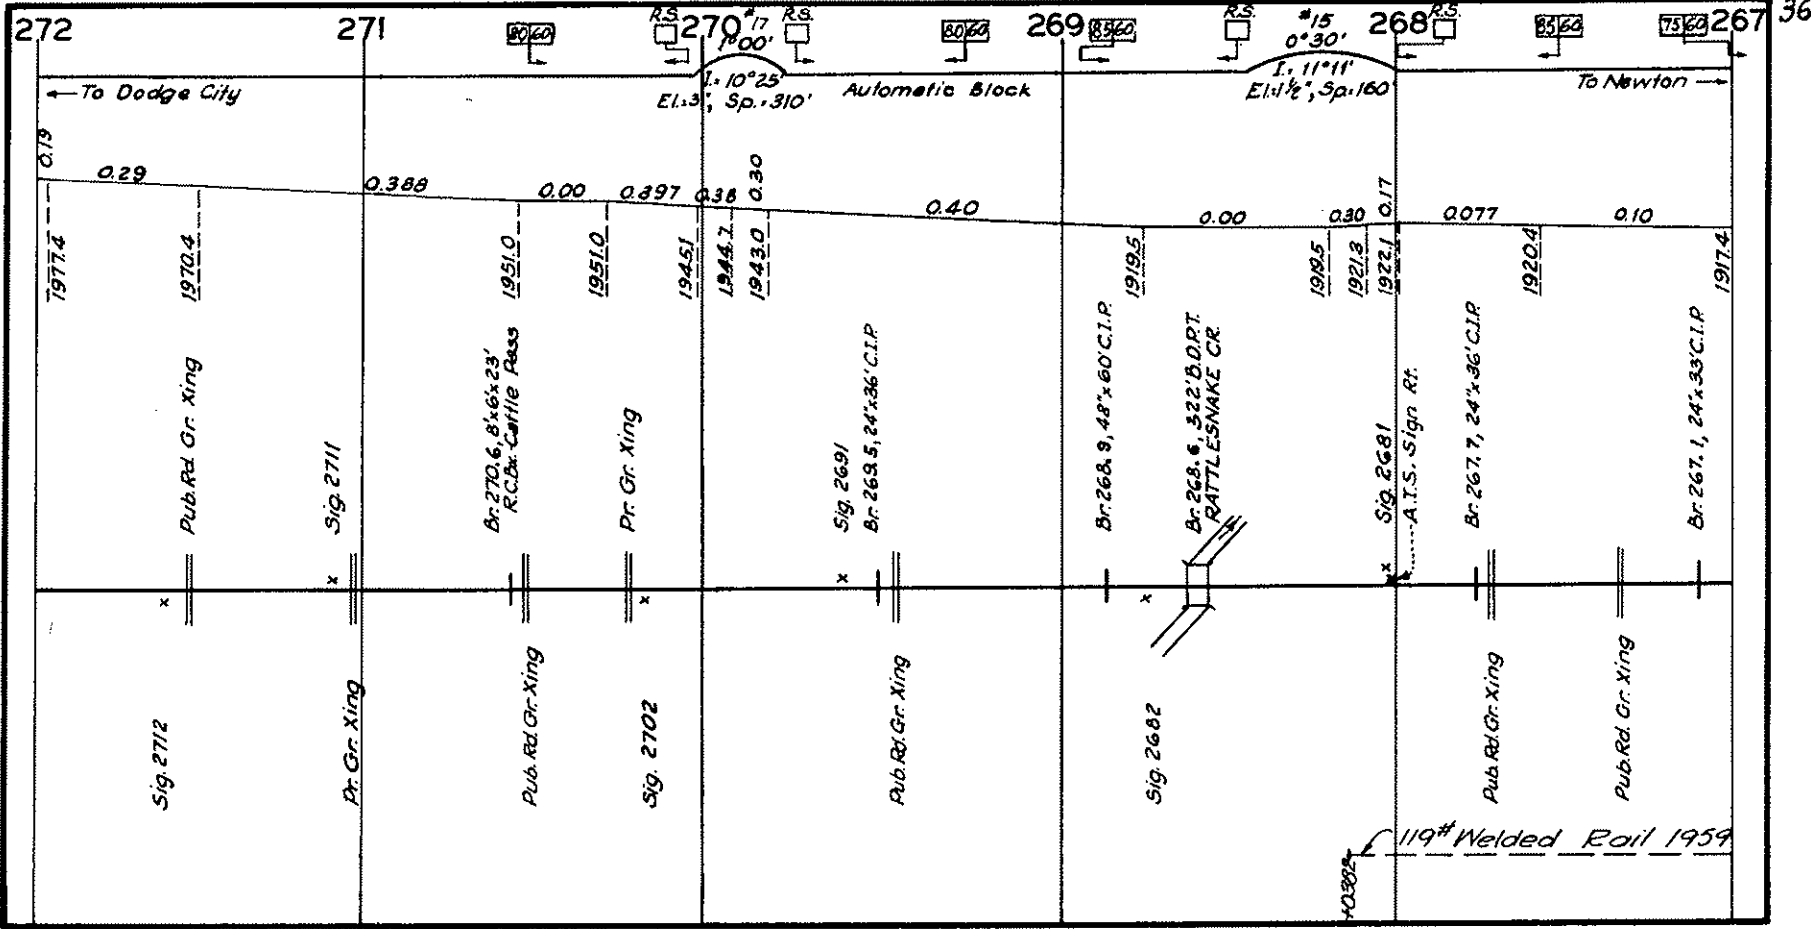 36
272 271 270 269 268 267
80 60
R.S.
#17
1°00'
R.S.
80 60
85 60
R.S.
#15
0°30'
R.S.
85 60
75 60
I.: 10°25'
El.: 3", Sp.: 310'
I.: 11°11'
El: 1½", Sp: 160'
←To Dodge City
Automatic Block
To Newton→
0.19
0.29
0.388
0.00
0.397
0.38
0.30
0.40
0.00
0.30
0.17
0.077
0.10
1977.4
1970.4
1951.0
1951.0
1945.1
1944.7
1943.0
1919.5
1919.5
1921.3
1922.1
1920.4
1917.4
Pub. Rd. Gr. Xing
Sig. 2711
Br. 270.6, 8'x6'x23'
R.C.Bx. Cattle Pass
Pr. Gr. Xing
Sig. 2691
Br. 269.5, 24"x36' C.I.P.
Br. 268.9, 48"x60' C.I.P.
Br. 268.6, 322' B.D.P.T.
RATTLESNAKE CR.
Sig. 2681
A.T.S. Sign Rt.
Br. 267.7, 24"x36' C.I.P.
Br. 267.1, 24"x33' C.I.P.
x
x
x
x
x
x
Sig. 2712
Pr. Gr. Xing
Pub. Rd. Gr. Xing
Sig. 2702
Pub. Rd. Gr. Xing
Sig. 2682
Pub. Rd. Gr. Xing
Pub. Rd. Gr. Xing
119# Welded Rail 1959
+0382